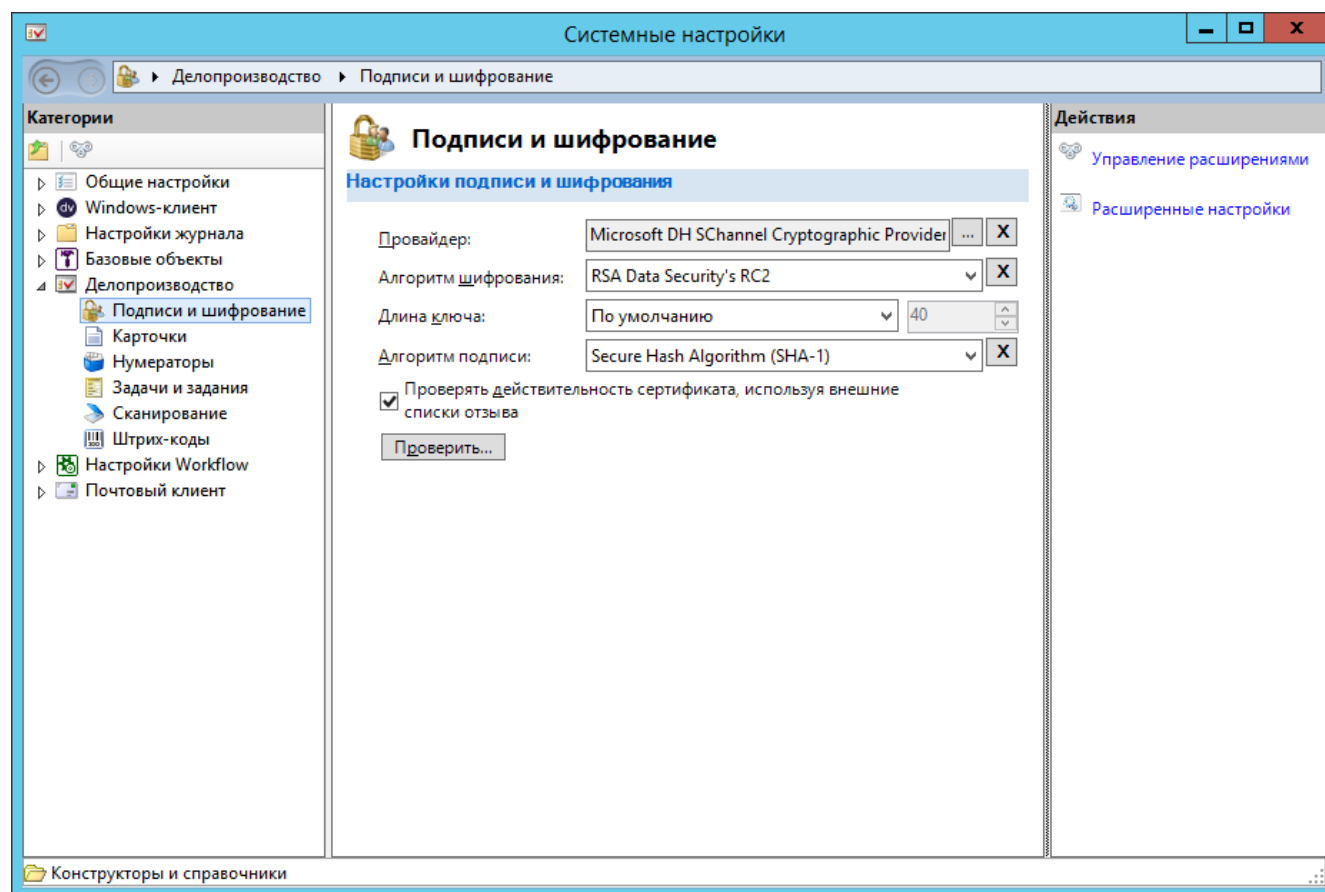 Системные настройки
Делопроизводство
Подписи и шифрование
Категории
Общие настройки
Windows-клиент
Настройки журнала
Базовые объекты
Делопроизводство
Подписи и шифрование
Карточки
Нумераторы
Задачи и задания
Сканирование
Штрих-коды
Настройки Workflow
Почтовый клиент
Подписи и шифрование
Настройки подписи и шифрования
Провайдер: Microsoft DH SChannel Cryptographic Provider ... X
Алгоритм шифрования: RSA Data Security's RC2 X
Длина ключа: По умолчанию 40
Алгоритм подписи: Secure Hash Algorithm (SHA-1) X
Проверять действительность сертификата, используя внешние
списки отзыва
Проверить...
Действия
Управление расширениями
Расширенные настройки
Конструкторы и справочники